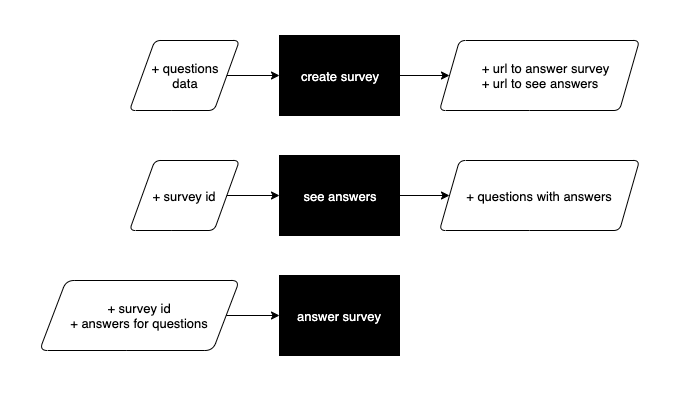 + questions
data
create survey
+ url to answer survey
+ url to see answers
+ survey id
see answers
+ questions with answers
+ survey id
+ answers for questions
answer survey